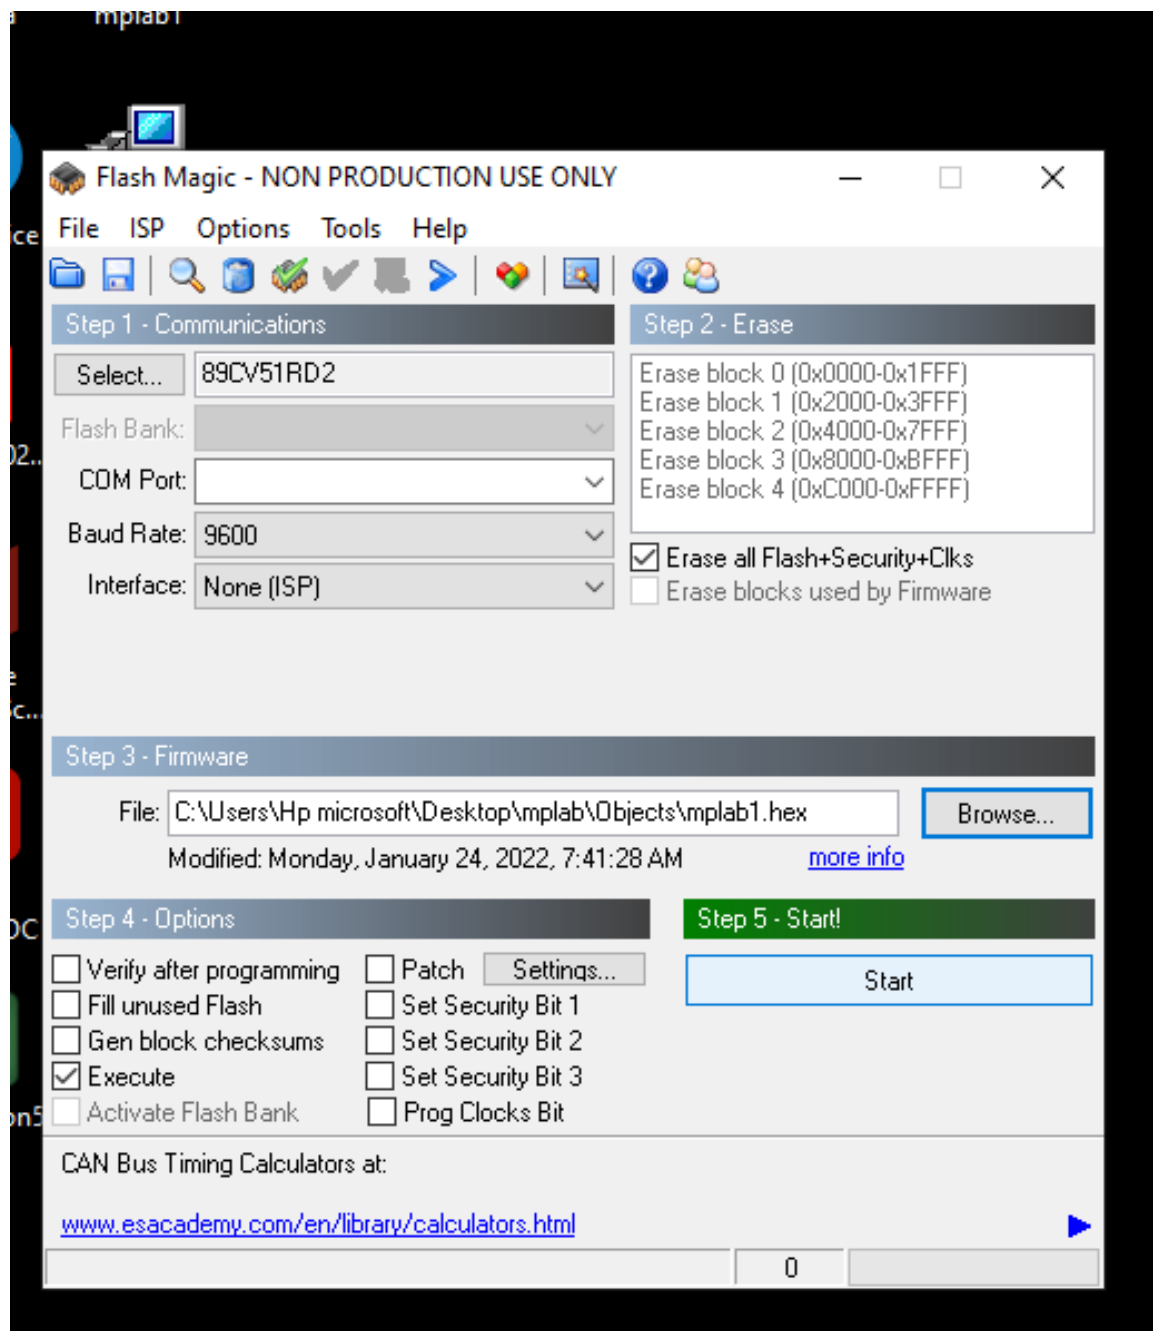 mplab1
Flash Magic - NON PRODUCTION USE ONLY
File ISP Options Tools Help
ice
Step 1 - Communications
Select... 89CV51RD2
Flash Bank:
COM Port:
Baud Rate: 9600
Interface: None (ISP)
Step 2 - Erase
Erase block 0 (0x0000-0x1FFF)
Erase block 1 (0x2000-0x3FFF)
Erase block 2 (0x4000-0x7FFF)
Erase block 3 (0x8000-0xBFFF)
Erase block 4 (0xC000-0xFFFF)
Erase all Flash+Security+Clks
Erase blocks used by Firmware
02..
c...
Step 3 - Firmware
File: C:\Users\Hp microsoft\Desktop\mplab\Objects\mplab1.hex Browse...
Modified: Monday, January 24, 2022, 7:41:28 AM more info
Step 4 - Options
Verify after programming
Fill unused Flash
Gen block checksums
Execute
Activate Flash Bank
Patch Settings...
Set Security Bit 1
Set Security Bit 2
Set Security Bit 3
Prog Clocks Bit
Step 5 - Start!
Start
OC
on5
CAN Bus Timing Calculators at:
www.esacademy.com/en/library/calculators.html
0